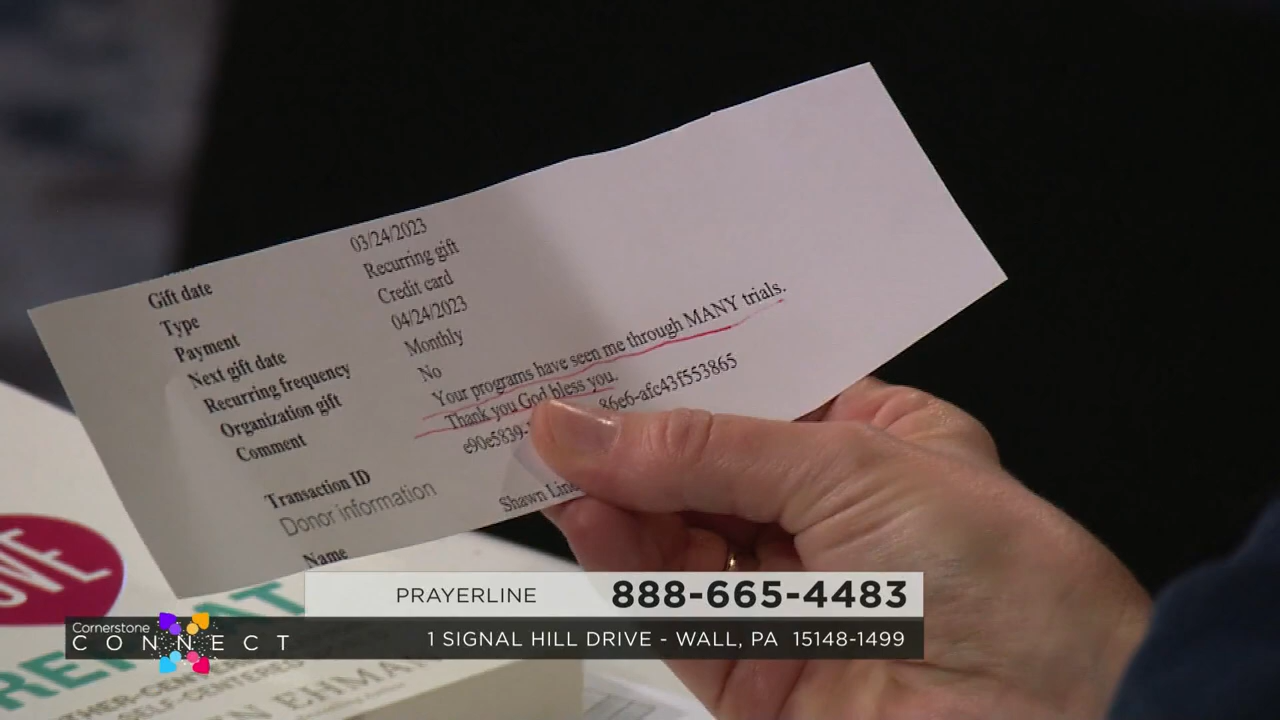 Gift date 03/24/2023
Type Recurring gift
Payment Credit card
Next gift date 04/24/2023
Recurring frequency Monthly
Organization gift No
Comment Your programs have seen me through MANY trials.
Thank you God bless you.
Transaction ID e90e5839- 86e6-afc43f553865
Donor information
Name Shawn
PRAYERLINE 888-665-4483
Cornerstone
CONNECT
1 SIGNAL HILL DRIVE - WALL, PA 15148-1499